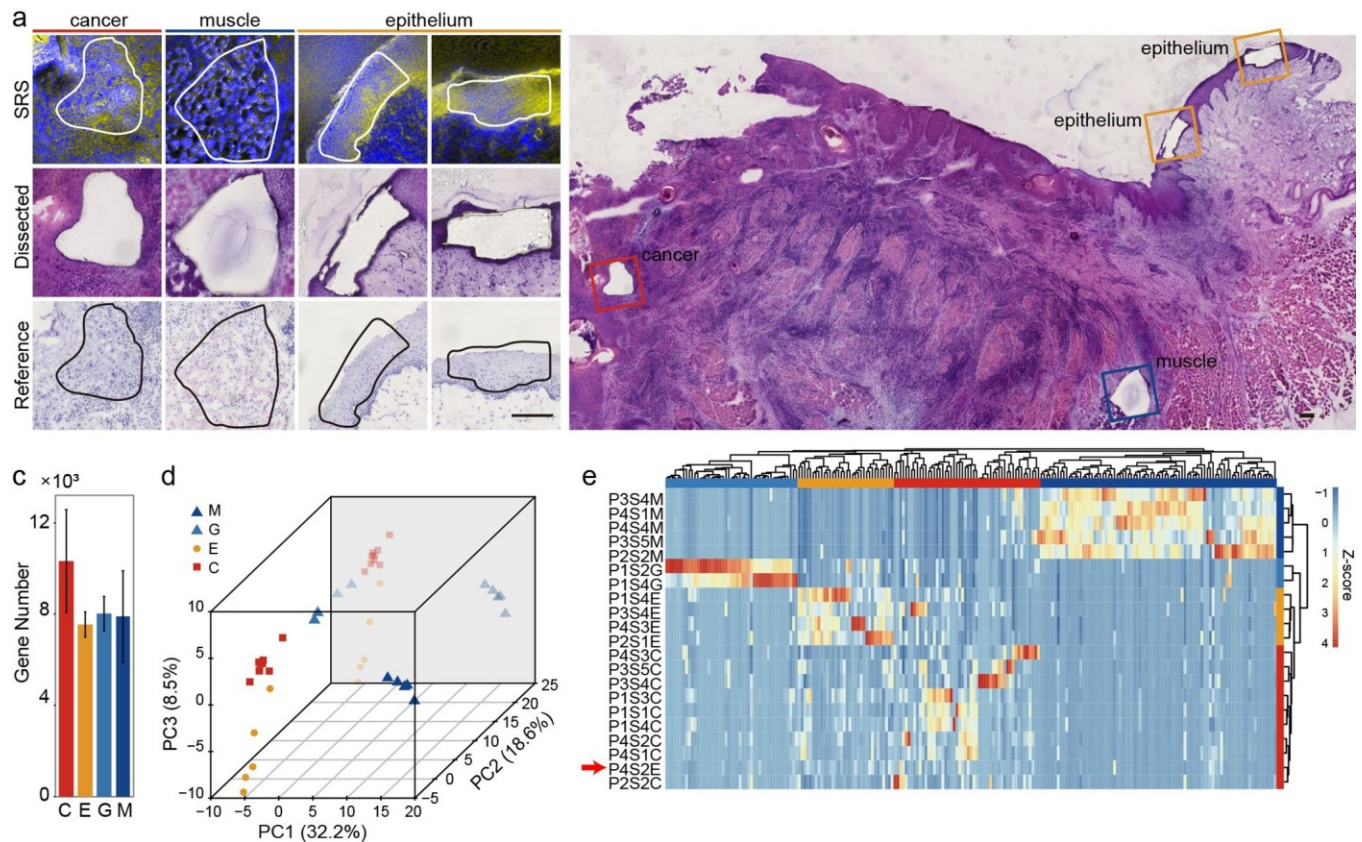 a
cancer
muscle
epithelium
SRS
Dissected
Reference
epithelium
epithelium
cancer
muscle
c
×10³
12
8
4
0
Gene Number
C E G M
d
M
G
E
C
10
5
0
−5
−10
PC3 (8.5%)
−10 −5 0 5 10 15 20
PC1 (32.2%)
−5 0 5 10 15 20 25
PC2 (18.6%)
e
P3S4M
P4S1M
P4S4M
P3S5M
P2S2M
P1S2G
P1S4G
P1S4E
P3S4E
P4S3E
P2S1E
P4S3C
P3S5C
P3S4C
P1S3C
P1S1C
P1S4C
P4S2C
P4S1C
P4S2E
P2S2C
−1
0
1
2
3
4
Z-score